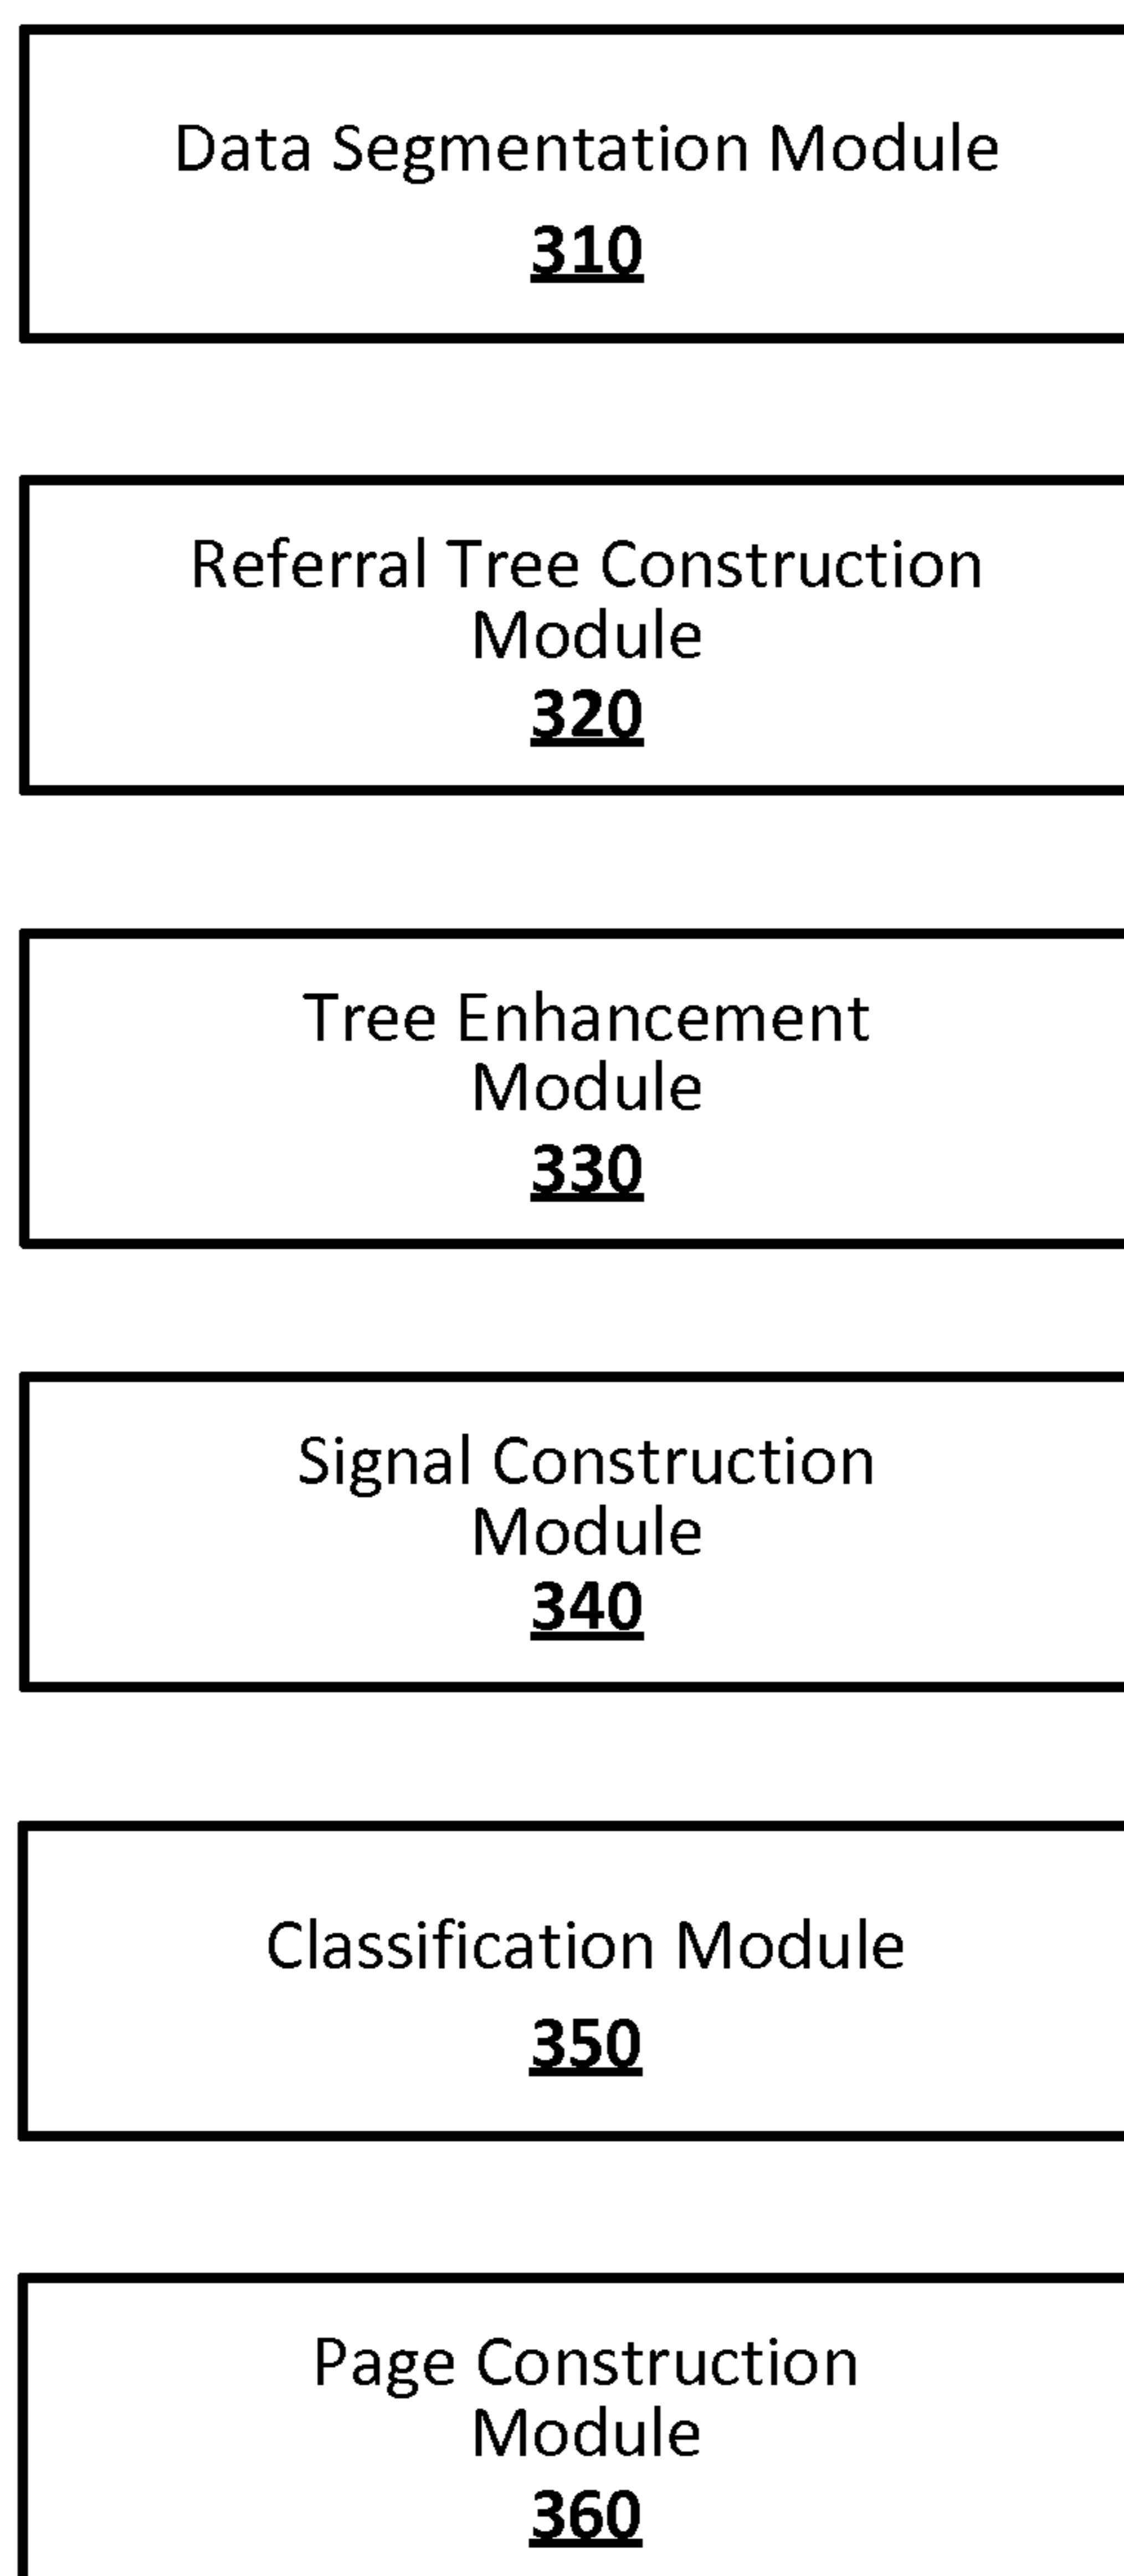 Data Segmentation Module
310
Referral Tree Construction
Module
320
Tree Enhancement
Module
330
Signal Construction
Module
340
Classification Module
350
Page Construction
Module
360